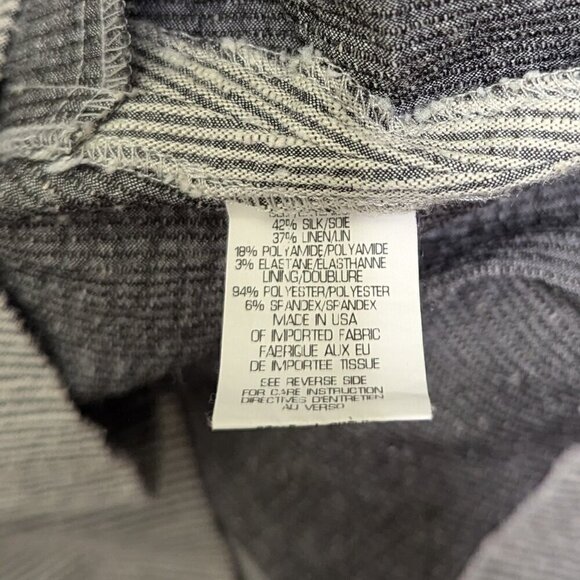 42% SILK/SOIE
37% LINEN/LIN
18% POLYAMIDE/POLYAMIDE
3% ELASTANE/ELASTHANNE
LINING/DOUBLURE
94% POLYESTER/POLYESTER
6% SPANDEX/SPANDEX
MADE IN USA
OF IMPORTED FABRIC
FABRIQUE AUX EU
DE IMPORTEE TISSUE
SEE REVERSE SIDE
FOR CARE INSTRUCTION
DIRECTIVES D'ENTRETIEN
AU VERSO